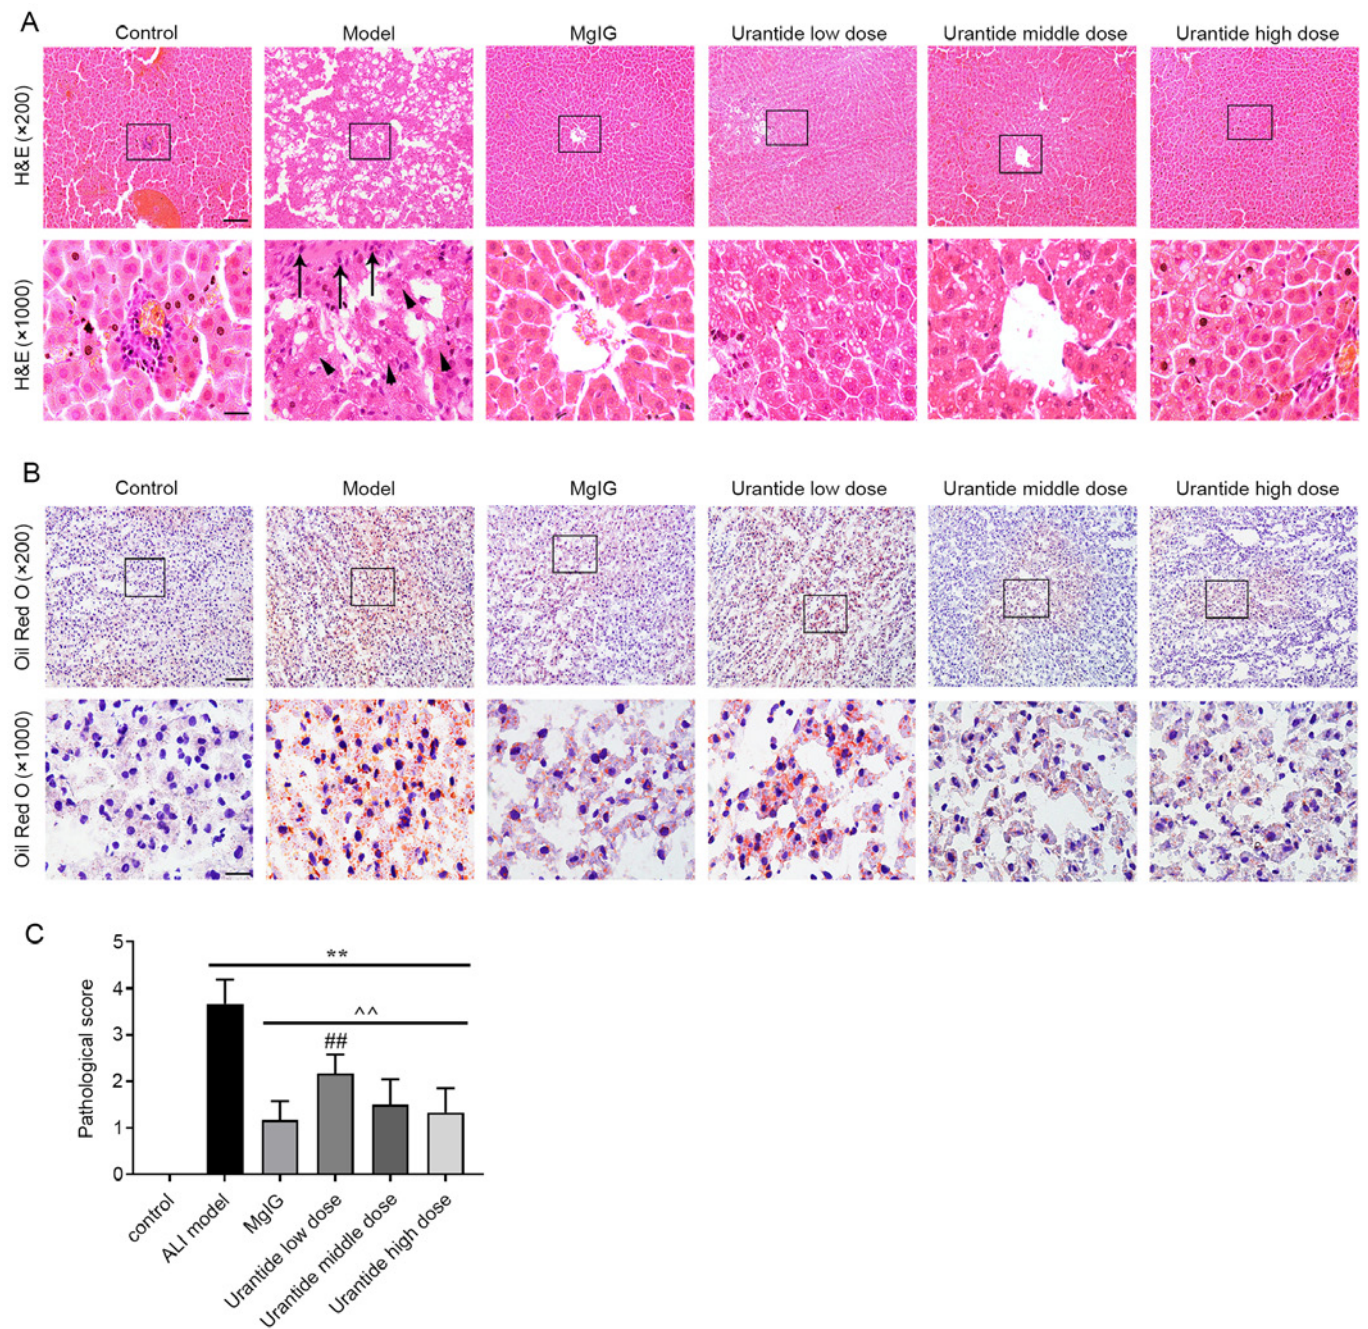 A
Control
Model
MgIG
Urantide low dose
Urantide middle dose
Urantide high dose
H&E (×200)
H&E (×1000)
B
Control
Model
MgIG
Urantide low dose
Urantide middle dose
Urantide high dose
Oil Red O (×200)
Oil Red O (×1000)
C
Pathological score
5
4
3
2
1
0
**
^^
##
control
ALI model
MgIG
Urantide low dose
Urantide middle dose
Urantide high dose